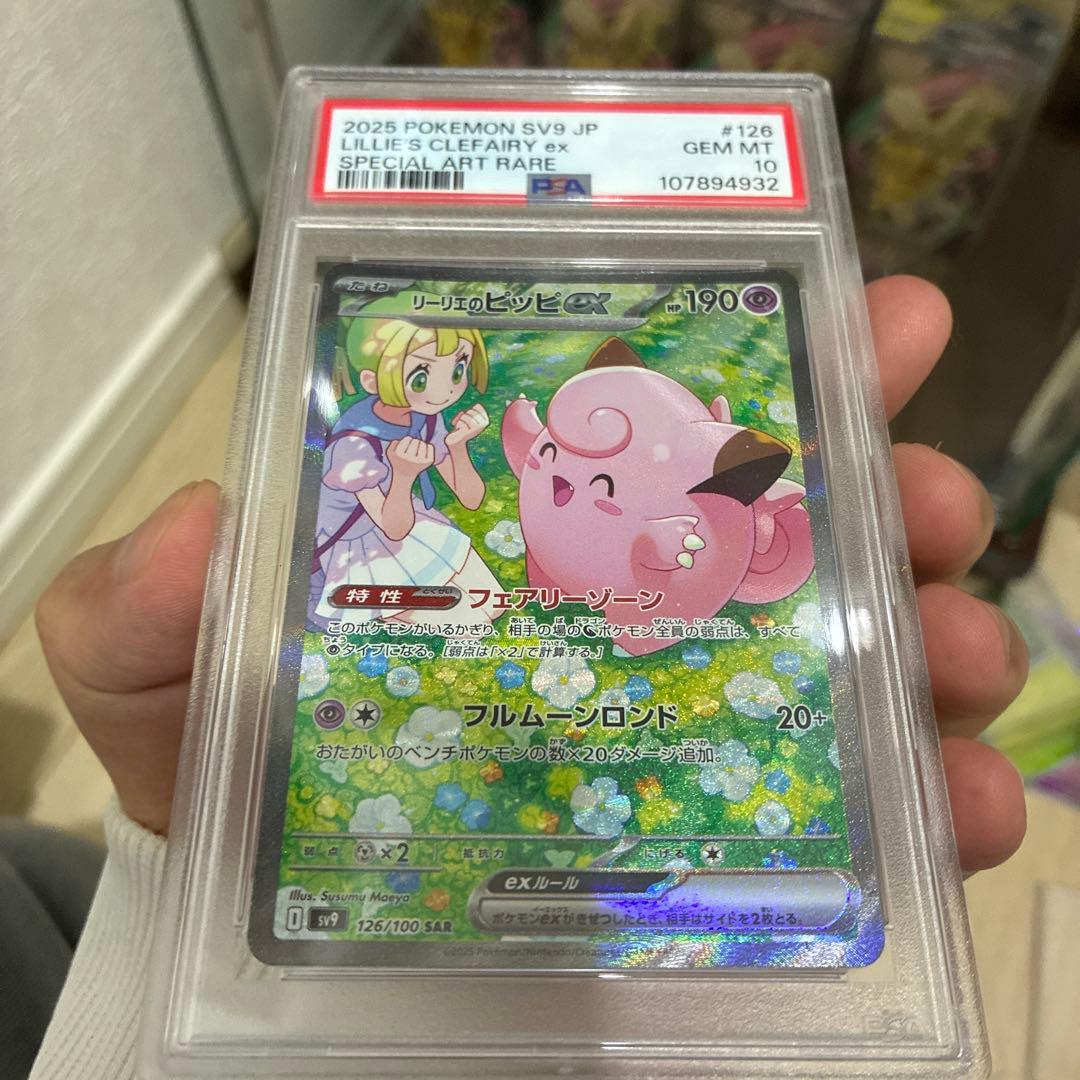 2025 POKEMON SV9 JP #126
LILLIE'S CLEFAIRY ex GEM MT
SPECIAL ART RARE 10
PSA 107894932
たね
リーリエのピッピex HP 190
特性 とくせい フェアリーゾーン
このポケモンがいるかぎり、相手の場のポケモン全員の弱点は、すべて
タイプになる。[弱点は「×2」で計算する。]
フルムーンロンド 20+
おたがいのベンチポケモンの数×20ダメージ追加。
弱点 ×2 抵抗力 にげる
exルール
ポケモンexがきぜつしたとき、相手はサイドを2枚とる。
Illus. Susumu Maeya
I SV9 126/100 SAR